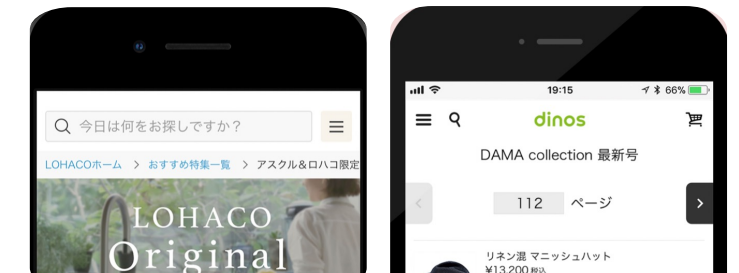 今日は何をお探しですか?
LOHACOホーム > おすすめ特集一覧 > アスクル&ロハコ限定
LOHACO
Original
19:15
66%
dinos
DAMA collection 最新号
112 ページ
リネン混 マニッシュハット
¥13,200 税込